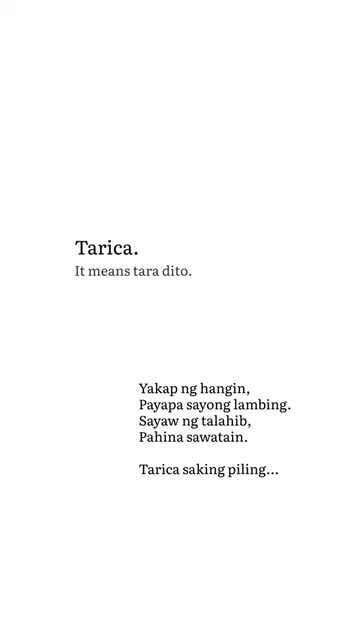 Tarica.
It means tara dito.
Yakap ng hangin,
Payapa sayong lambing.
Sayaw ng talahib,
Pahina sawatain.
Tarica saking piling...